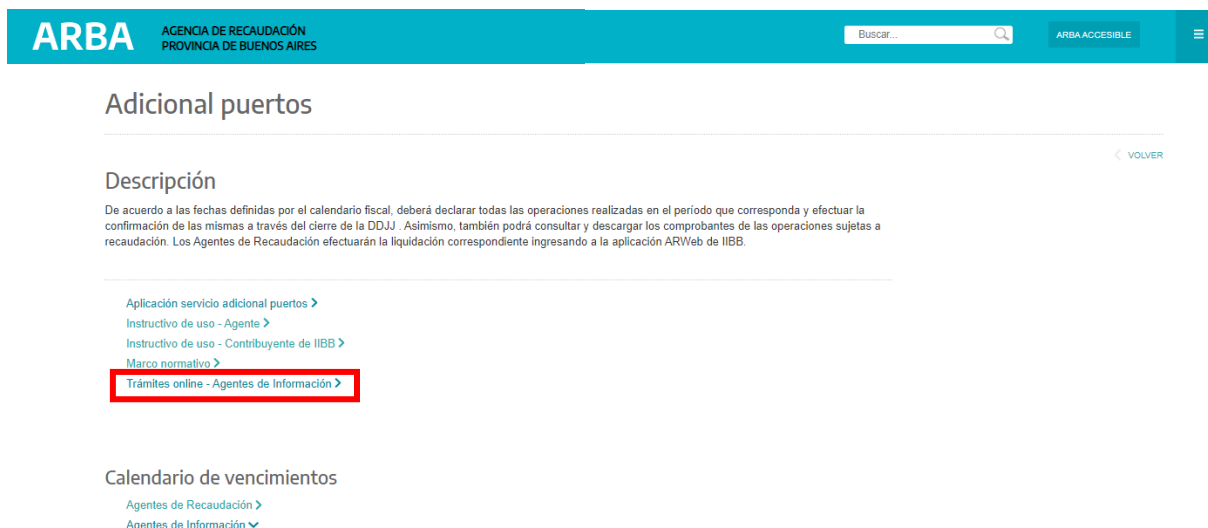 ARBA
AGENCIA DE RECAUDACIÓN
PROVINCIA DE BUENOS AIRES
Buscar...
ARBA ACCESIBLE
Adicional puertos
VOLVER
Descripción
De acuerdo a las fechas definidas por el calendario fiscal, deberá declarar todas las operaciones realizadas en el período que corresponda y efectuar la
confirmación de las mismas a través del cierre de la DDJJ . Asimismo, también podrá consultar y descargar los comprobantes de las operaciones sujetas a
recaudación. Los Agentes de Recaudación efectuarán la liquidación correspondiente ingresando a la aplicación ARWeb de IIBB.
Aplicación servicio adicional puertos
Instructivo de uso - Agente
Instructivo de uso - Contribuyente de IIBB
Marco normativo
Trámites online - Agentes de Información
Calendario de vencimientos
Agentes de Recaudación
Agentes de Información